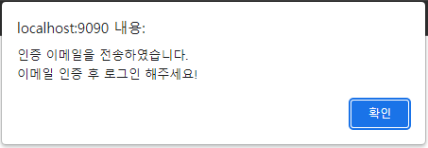 localhost:9090 내용:
인증 이메일을 전송하였습니다.
이메일 인증 후 로그인 해주세요!
확인